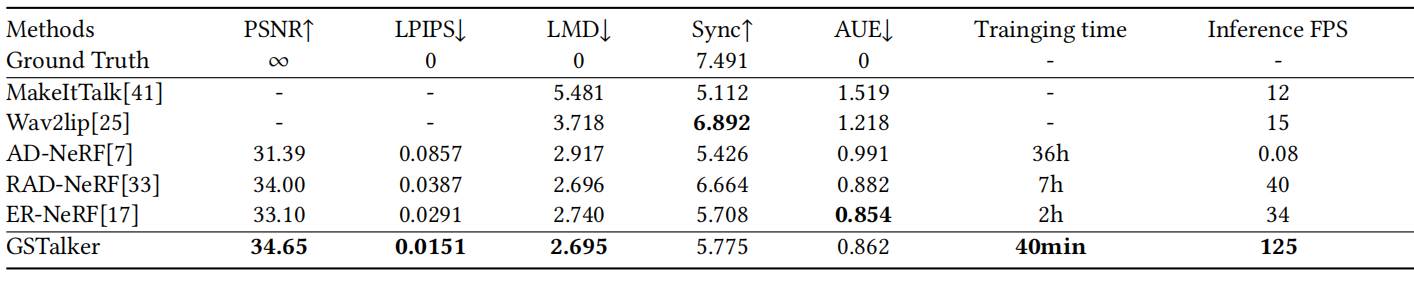 Methods PSNR↑ LPIPS↓ LMD↓ Sync↑ AUE↓ Trainging time Inference FPS
Ground Truth ∞ 0 0 7.491 0 - -
MakeItTalk[41] - - 5.481 5.112 1.519 - 12
Wav2lip[25] - - 3.718 6.892 1.218 - 15
AD-NeRF[7] 31.39 0.0857 2.917 5.426 0.991 36h 0.08
RAD-NeRF[33] 34.00 0.0387 2.696 6.664 0.882 7h 40
ER-NeRF[17] 33.10 0.0291 2.740 5.708 0.854 2h 34
GSTalker 34.65 0.0151 2.695 5.775 0.862 40min 125